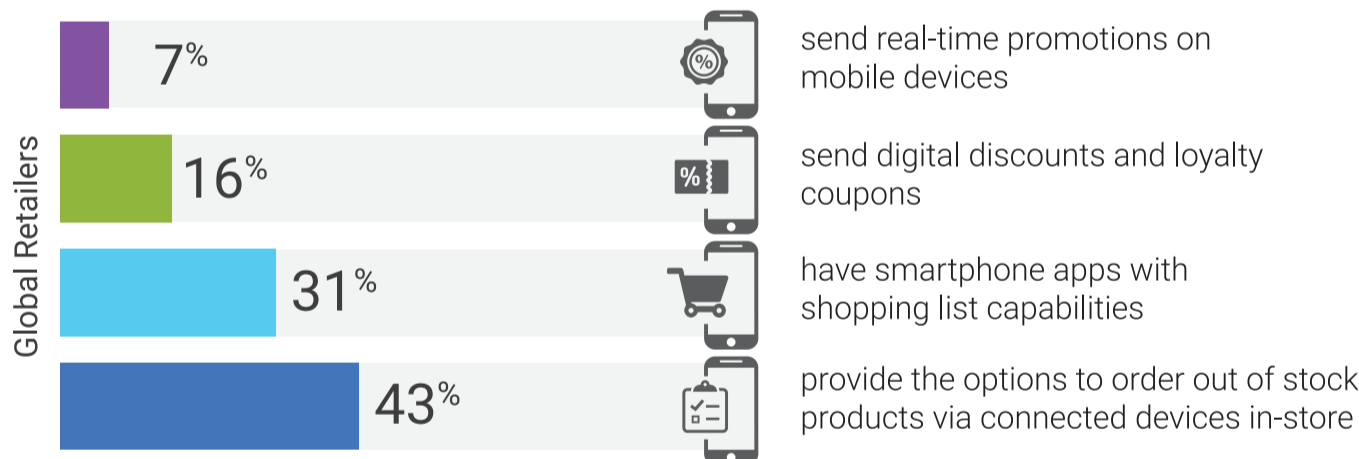 Global Retailers
7%
%
send real-time promotions on
mobile devices
16%
%
send digital discounts and loyalty
coupons
31%
have smartphone apps with
shopping list capabilities
43%
provide the options to order out of stock
products via connected devices in-store